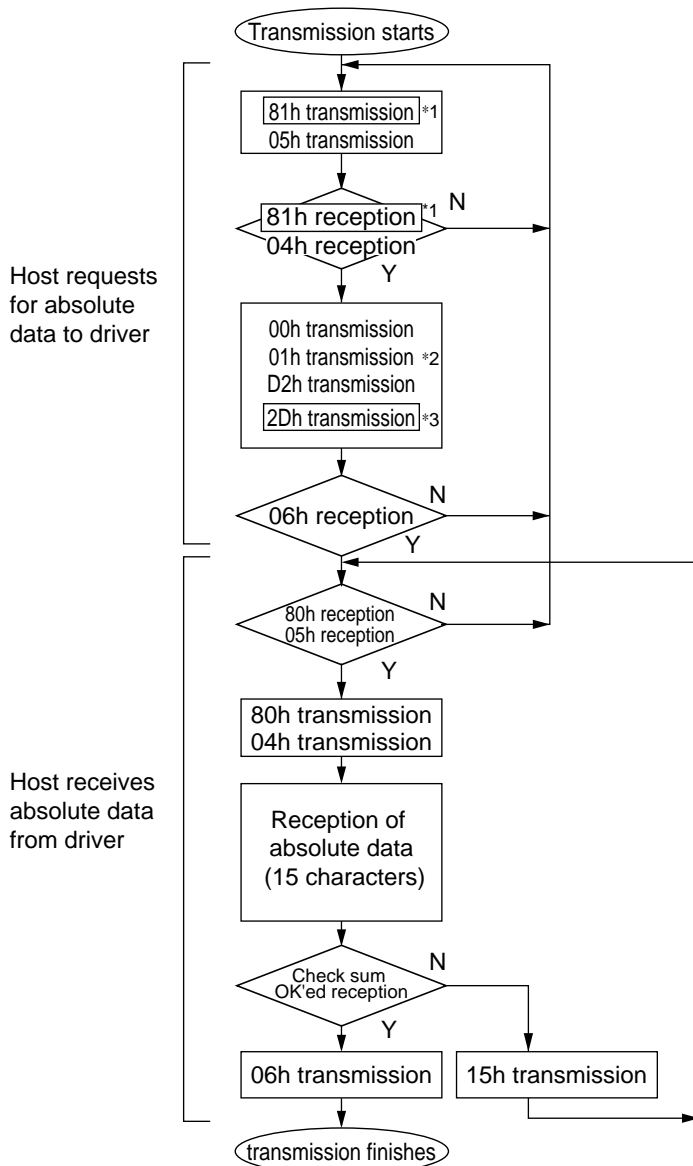 Transmission starts
81h transmission *1
05h transmission
81h reception *1
N
04h reception
Y
Host requests
for absolute
data to driver
00h transmission
01h transmission *2
D2h transmission
2Dh transmission *3
N
06h reception
Y
N
80h reception
05h reception
Y
80h transmission
04h transmission
Host receives
absolute data
from driver
Reception of
absolute data
(15 characters)
N
Check sum
OK'ed reception
Y
06h transmission
15h transmission
transmission finishes